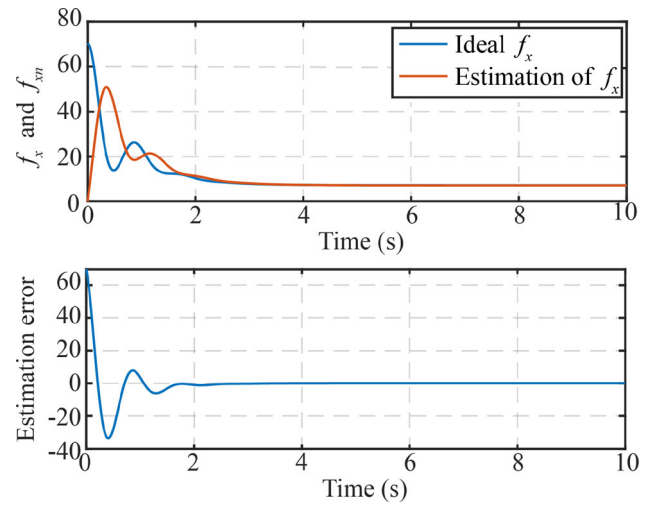 80
60
40
20
0
f_x and f_xn
Ideal f_x
Estimation of f_x
0 2 4 6 8 10
Time (s)
60
40
20
0
-20
-40
Estimation error
0 2 4 6 8 10
Time (s)